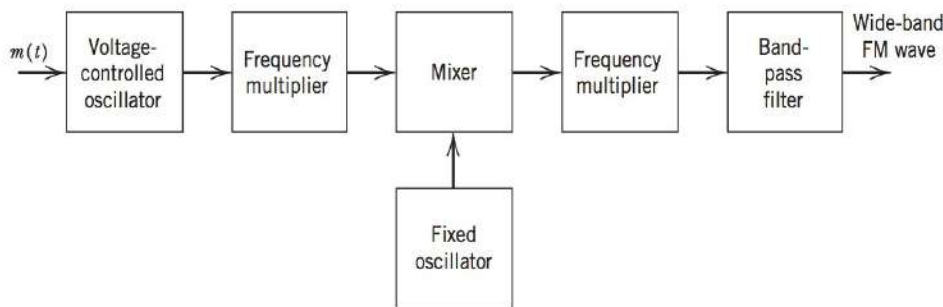 m(t)
Voltage-
controlled
oscillator
Frequency
multiplier
Mixer
Frequency
multiplier
Band-
pass
filter
Wide-band
FM wave
Fixed
oscillator